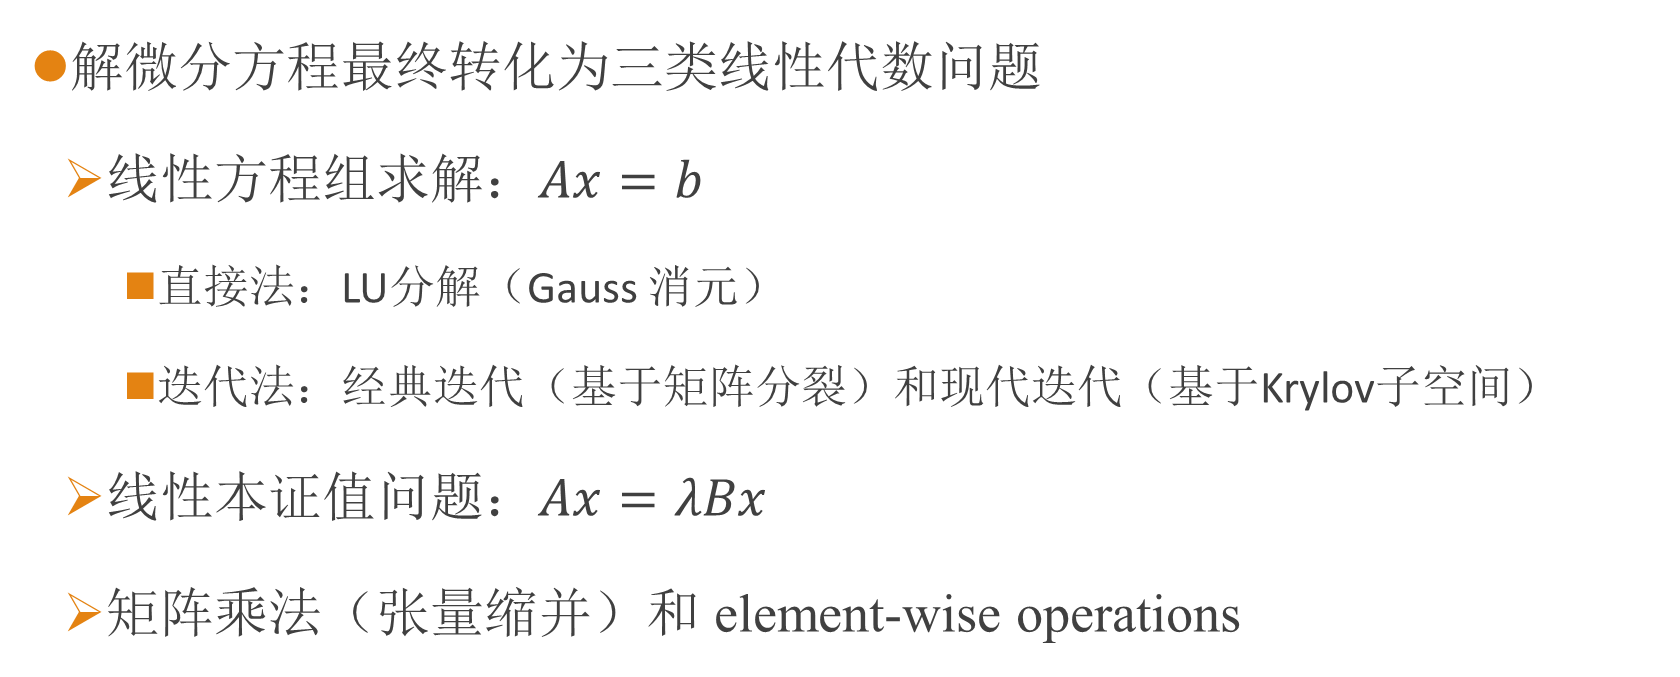 解微分方程最终转化为三类线性代数问题
线性方程组求解：Ax = b
直接法：LU分解（Gauss 消元）
迭代法：经典迭代（基于矩阵分裂）和现代迭代（基于Krylov子空间）
线性本证值问题：Ax = λBx
矩阵乘法（张量缩并）和 element-wise operations